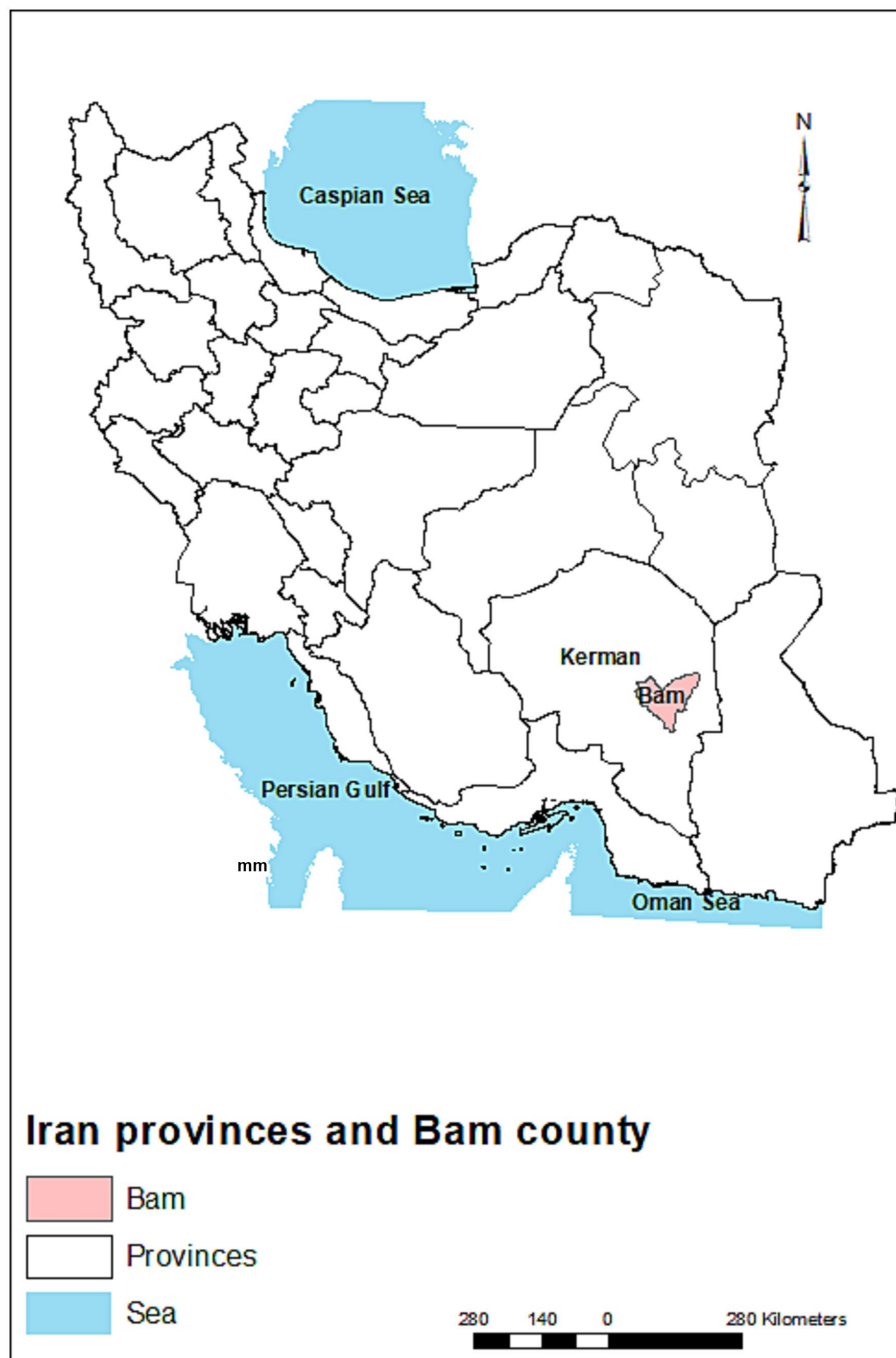 N
Caspian Sea
Kerman
Bam
Persian Gulf
mm
Oman Sea
Iran provinces and Bam county
Bam
Provinces
Sea
280 140 0 280 Kilometers